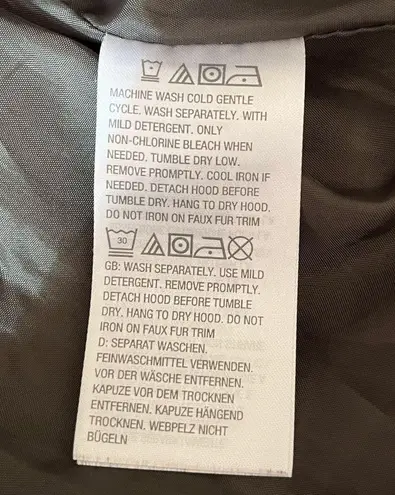 MACHINE WASH COLD GENTLE
CYCLE. WASH SEPARATELY. WITH
MILD DETERGENT. ONLY
NON-CHLORINE BLEACH WHEN
NEEDED. TUMBLE DRY LOW.
REMOVE PROMPTLY. COOL IRON IF
NEEDED. DETACH HOOD BEFORE
TUMBLE DRY. HANG TO DRY HOOD.
DO NOT IRON ON FAUX FUR TRIM
30
GB: WASH SEPARATELY. USE MILD
DETERGENT. REMOVE PROMPTLY.
DETACH HOOD BEFORE TUMBLE
DRY. HANG TO DRY HOOD. DO NOT
IRON ON FAUX FUR TRIM
D: SEPARAT WASCHEN.
FEINWASCHMITTEL VERWENDEN.
VOR DER WÄSCHE ENTFERNEN.
KAPUZE VOR DEM TROCKNEN
ENTFERNEN. KAPUZE HÄNGEND
TROCKNEN. WEBPELZ NICHT
BÜGELN